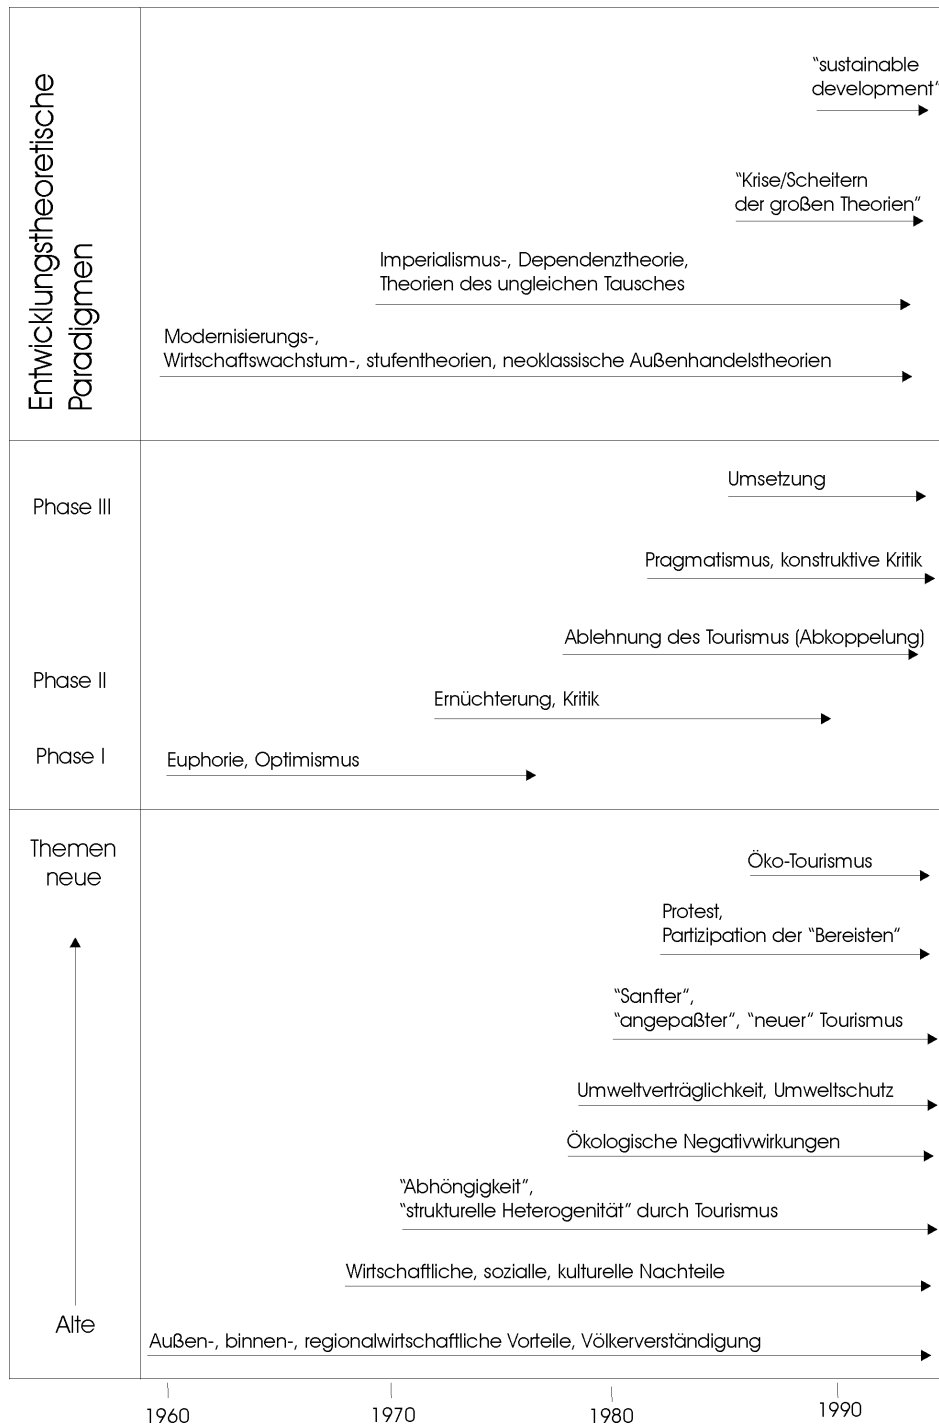 Entwicklungstheoretische
Paradigmen
“sustainable
development“
“Krise/Scheitern
der großen Theorien“
Imperialismus-, Dependenztheorie,
Theorien des ungleichen Tausches
Modernisierungs-,
Wirtschaftswachstum-, stufentheorien, neoklassische Außenhandelstheorien
Phase III
Umsetzung
Pragmatismus, konstruktive Kritik
Ablehnung des Tourismus (Abkoppelung)
Phase II
Ernüchterung, Kritik
Phase I
Euphorie, Optimismus
Themen
neue
Öko-Tourismus
Protest,
Partizipation der “Bereisten“
“Sanfter“,
“angepaßter“, “neuer“ Tourismus
Umweltverträglichkeit, Umweltschutz
Ökologische Negativwirkungen
“Abhöngigkeit“,
“strukturelle Heterogenität“ durch Tourismus
Wirtschaftliche, sozialle, kulturelle Nachteile
Alte
Außen-, binnen-, regionalwirtschaftliche Vorteile, Völkerverständigung
1960
1970
1980
1990